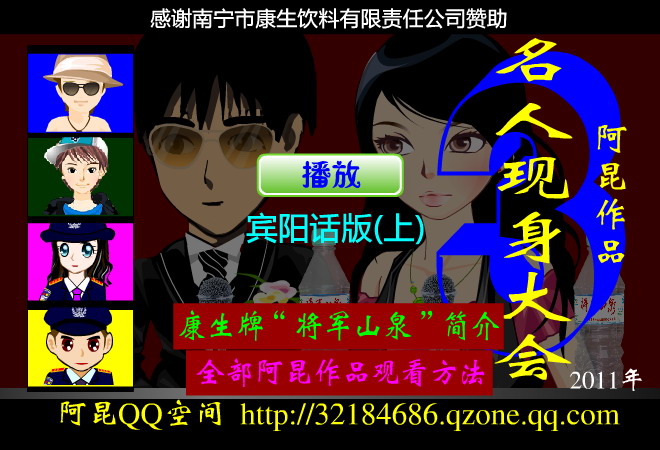 感谢南宁市康生饮料有限责任公司赞助
名人现身大会
3
阿昆作品
播放
宾阳话版(上)
康生牌“将军山泉”简介
全部阿昆作品观看方法
2011年
阿昆QQ空间 http://32184686.qzone.qq.com